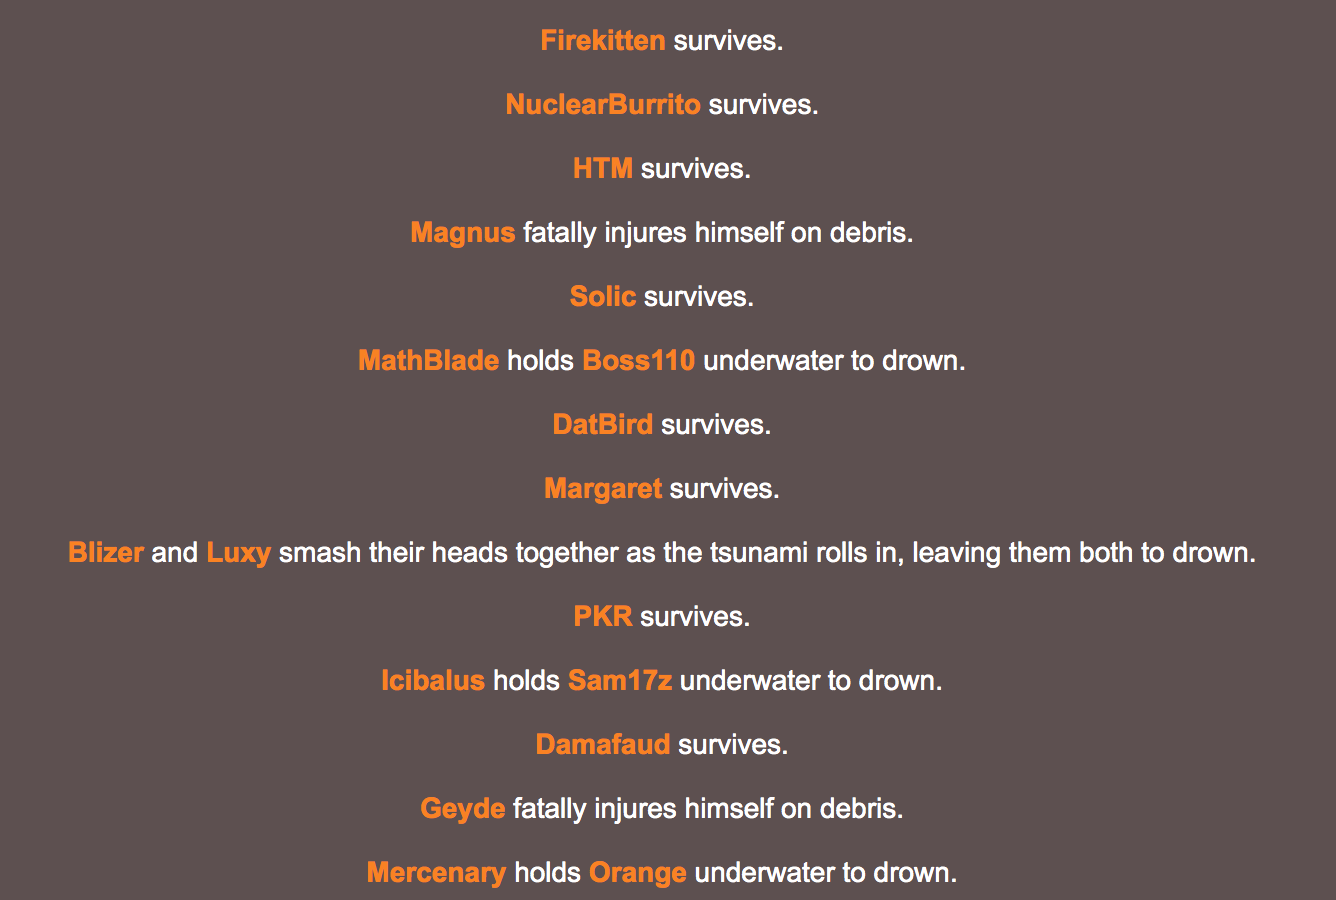 Firekitten survives.
NuclearBurrito survives.
HTM survives.
Magnus fatally injures himself on debris.
Solic survives.
MathBlade holds Boss110 underwater to drown.
DatBird survives.
Margaret survives.
Blizer and Luxy smash their heads together as the tsunami rolls in, leaving them both to drown.
PKR survives.
Icibalus holds Sam17z underwater to drown.
Damafaud survives.
Geyde fatally injures himself on debris.
Mercenary holds Orange underwater to drown.